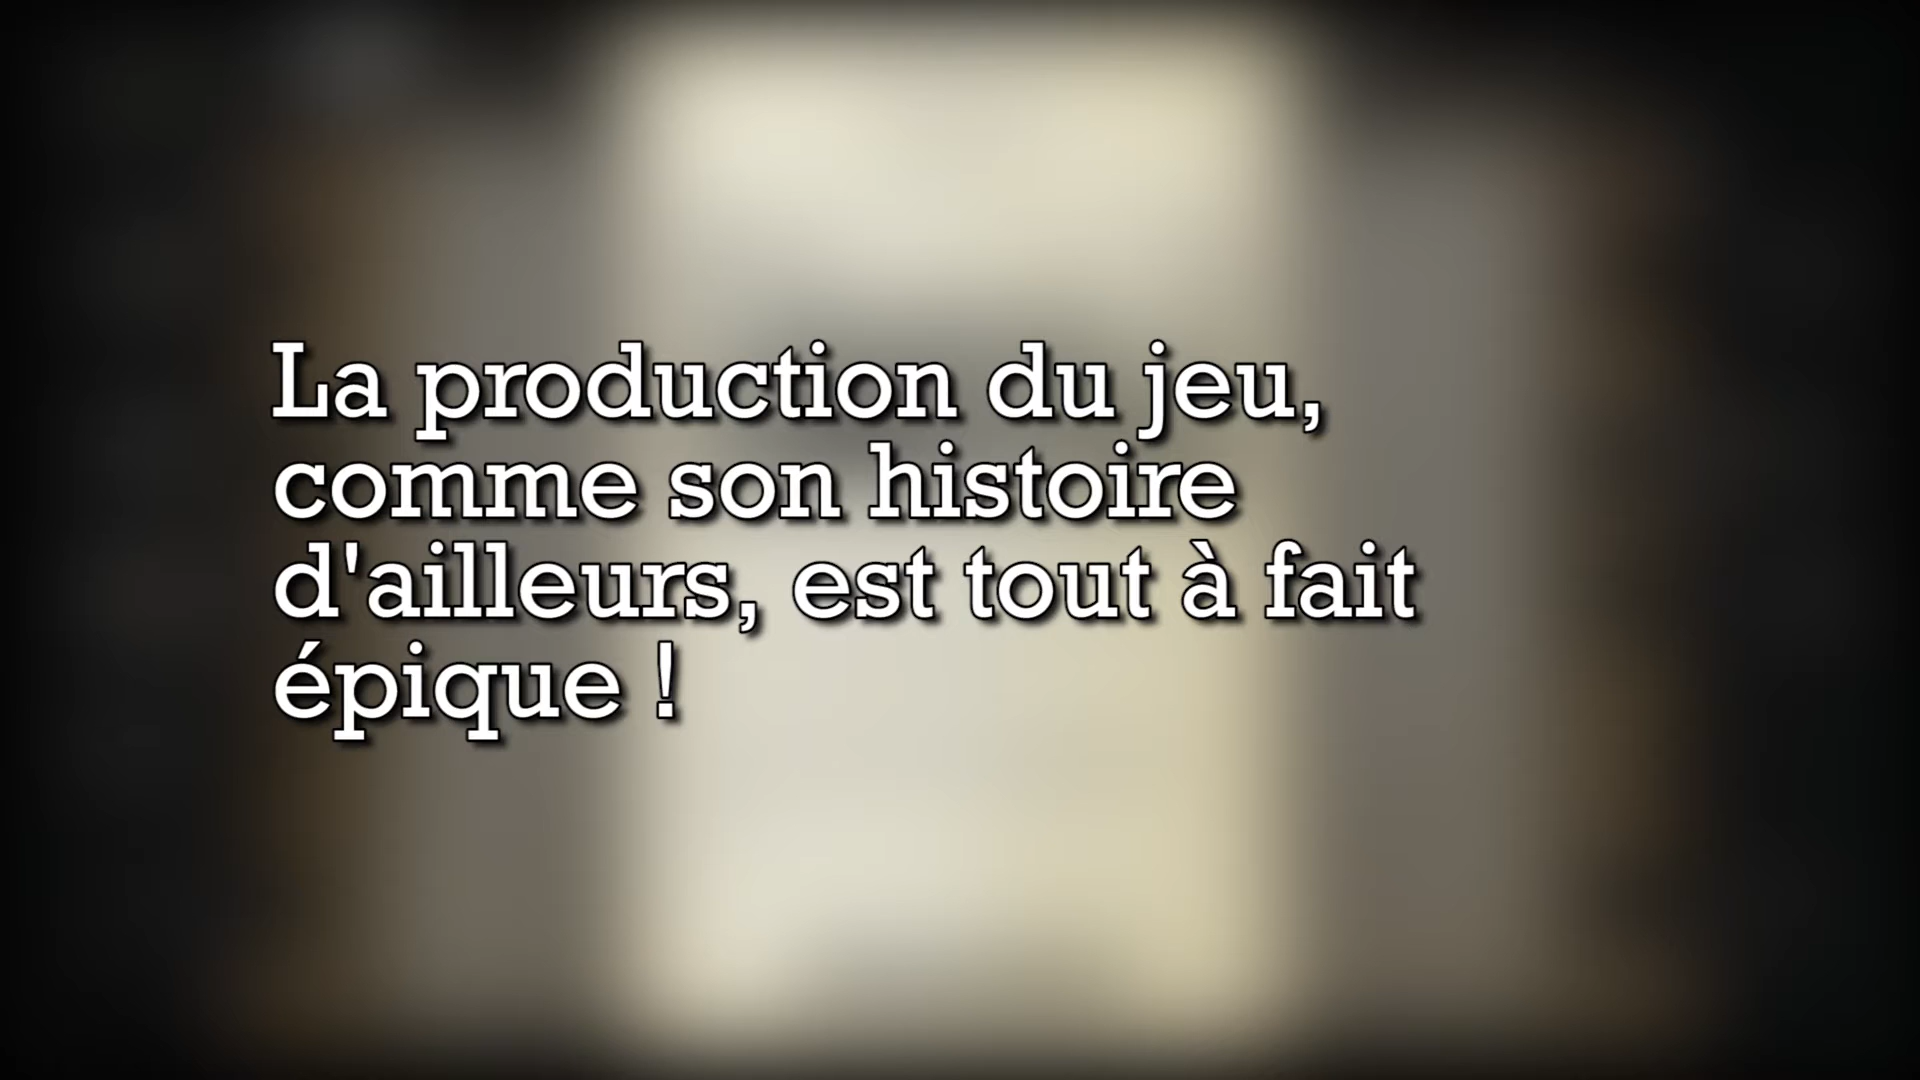 La production du jeu,
comme son histoire
d'ailleurs, est tout à fait
épique !